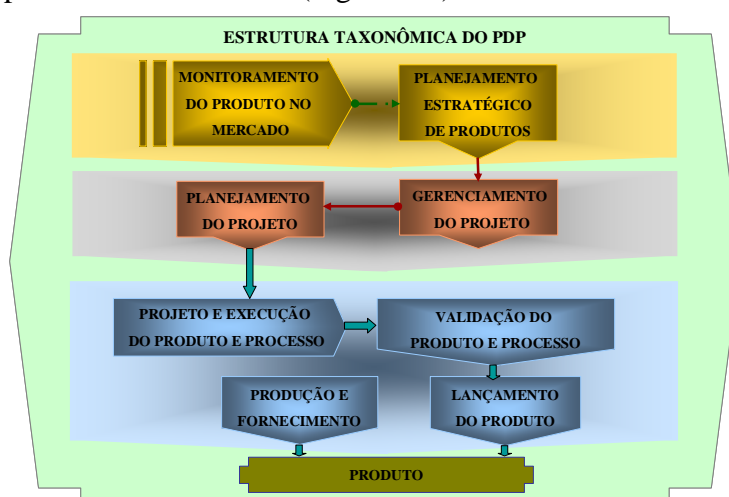 ESTRUTURA TAXONÔMICA DO PDP
MONITORAMENTO
DO PRODUTO NO
MERCADO
PLANEJAMENTO
ESTRATÉGICO
DE PRODUTOS
PLANEJAMENTO
DO PROJETO
GERENCIAMENTO
DO PROJETO
PROJETO E EXECUÇÃO
DO PRODUTO E PROCESSO
VALIDAÇÃO DO
PRODUTO E PROCESSO
PRODUÇÃO E
FORNECIMENTO
LANÇAMENTO
DO PRODUTO
PRODUTO